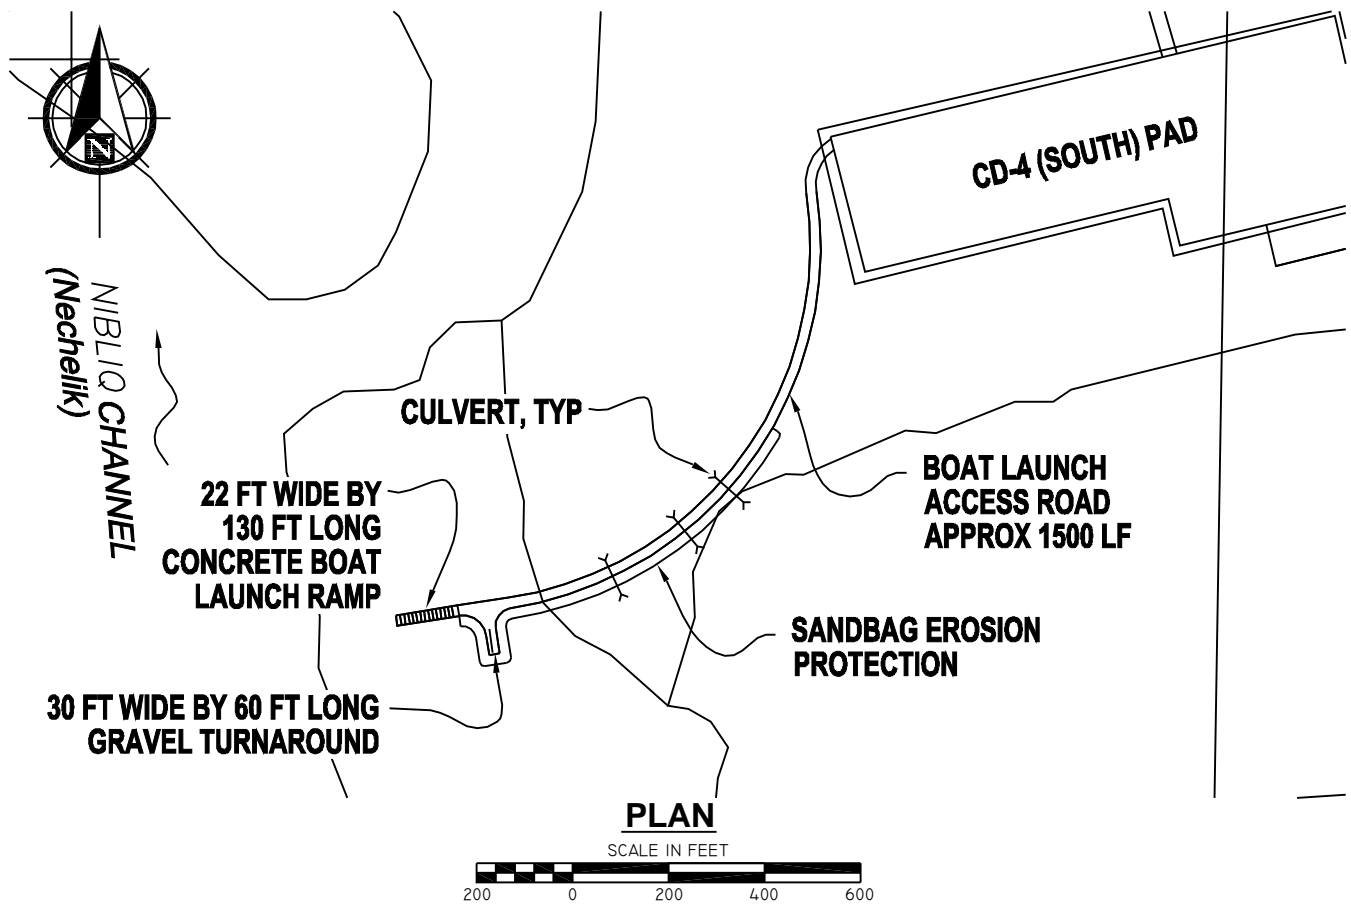 N
CD-4 (SOUTH) PAD
NIBLIQ CHANNEL
(Nechelik)
CULVERT, TYP
22 FT WIDE BY
130 FT LONG
CONCRETE BOAT
LAUNCH RAMP
BOAT LAUNCH
ACCESS ROAD
APPROX 1500 LF
SANDBAG EROSION
PROTECTION
30 FT WIDE BY 60 FT LONG
GRAVEL TURNAROUND
PLAN
SCALE IN FEET
200 0 200 400 600